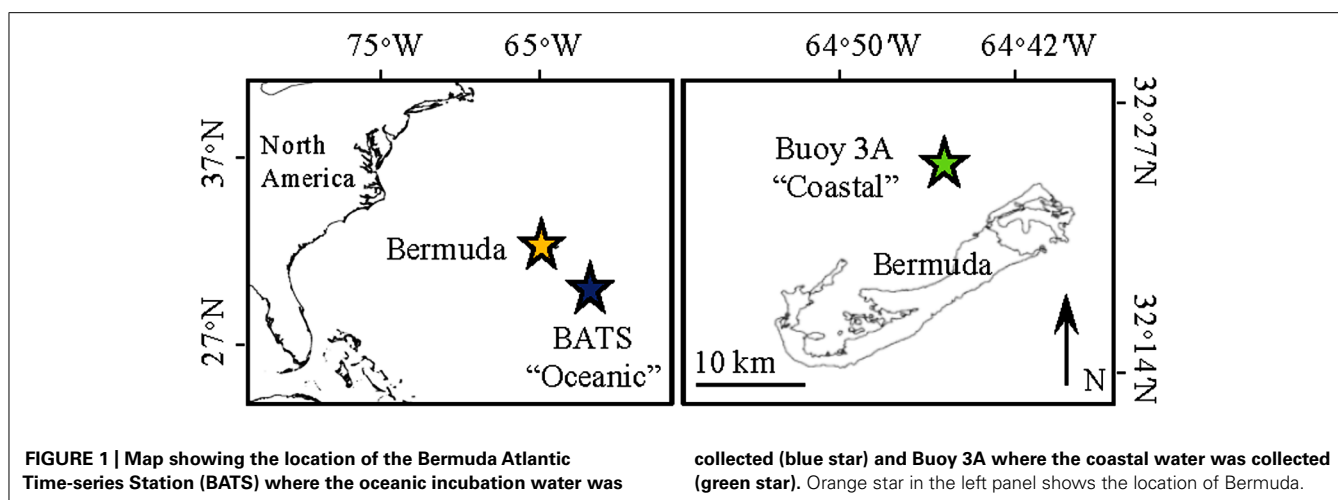 75°W 65°W
37°N
27°N
North
America
Bermuda
BATS
“Oceanic”
64°50'W 64°42'W
32°27'N
32°14'N
Buoy 3A
“Coastal”
Bermuda
10 km
N
FIGURE 1 | Map showing the location of the Bermuda Atlantic
Time-series Station (BATS) where the oceanic incubation water was
collected (blue star) and Buoy 3A where the coastal water was collected
(green star). Orange star in the left panel shows the location of Bermuda.